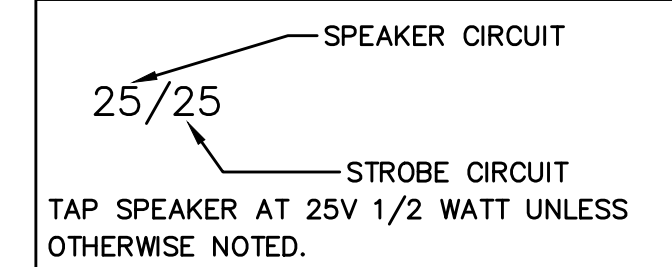 SPEAKER CIRCUIT
25/25
STROBE CIRCUIT
TAP SPEAKER AT 25V 1/2 WATT UNLESS
OTHERWISE NOTED.